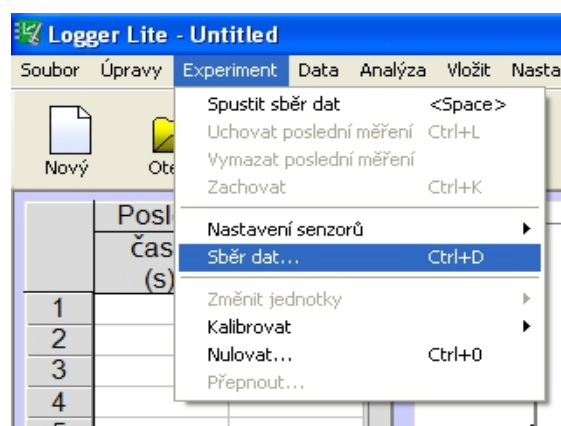 Logger Lite - Untitled
Soubor Úpravy Experiment Data Analýza Vložit
Nový
Spustit sběr dat <Space>
Uchovat poslední měření Ctrl+L
Vymazat poslední měření
Zachovat Ctrl+K
Nastavení senzorů
Sběr dat... Ctrl+D
Změnit jednotky
Kalibrovat
Nulovat... Ctrl+0
Přepnout...
(s)
1
2
3
4